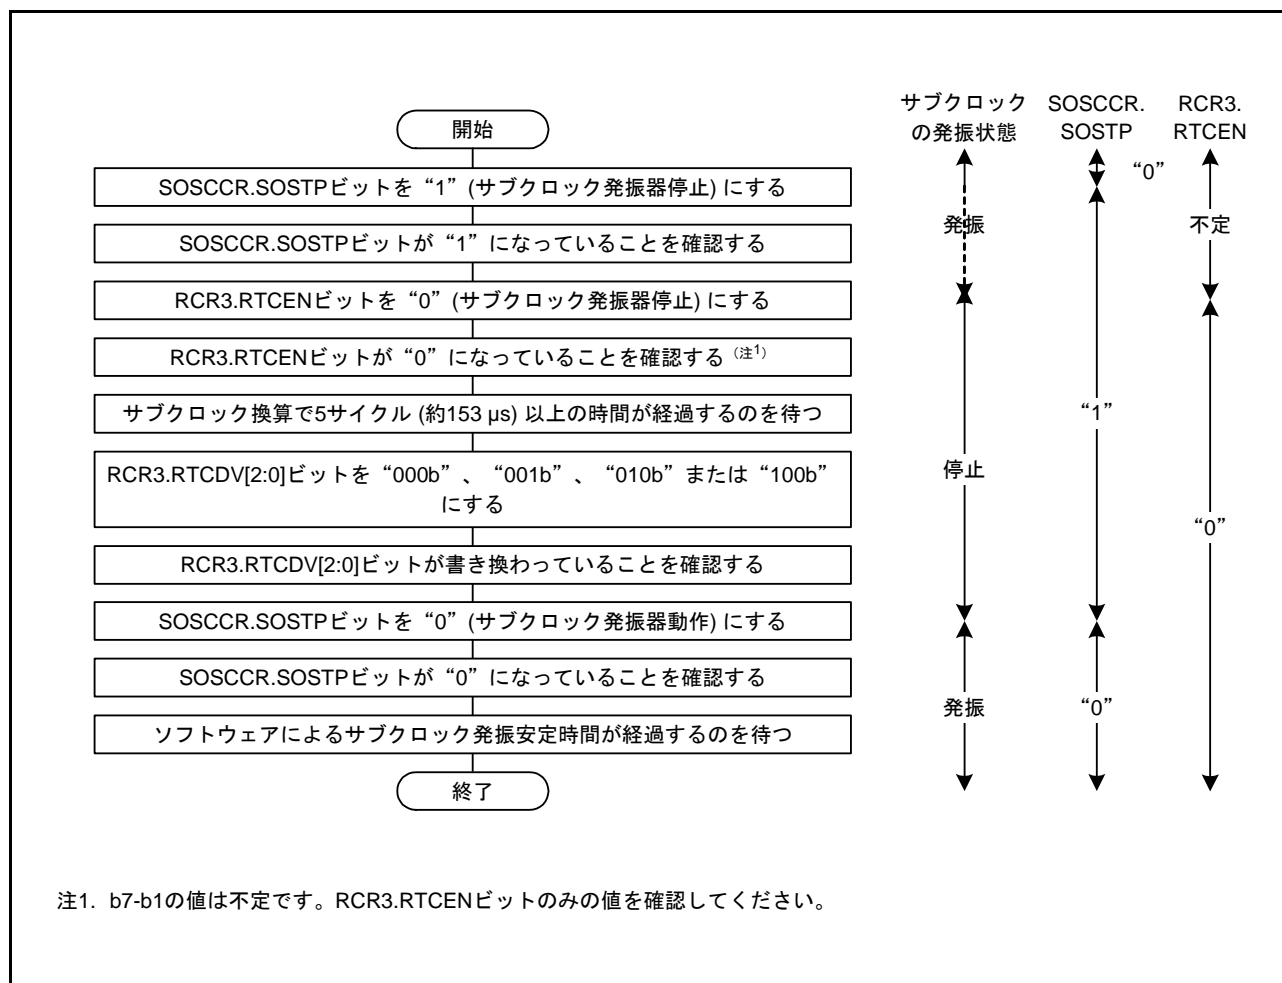 開始
SOSCCR.SOSTPビットを“1”(サブクロック発振器停止) にする
SOSCCR.SOSTPビットが“1”になっていることを確認する
RCR3.RTCENビットを“0”(サブクロック発振器停止) にする
RCR3.RTCENビットが“0”になっていることを確認する（注1）
サブクロック換算で5サイクル (約153 µs) 以上の時間が経過するのを待つ
RCR3.RTCDV[2:0]ビットを“000b”、“001b”、“010b”または“100b”
にする
RCR3.RTCDV[2:0]ビットが書き換わっていることを確認する
SOSCCR.SOSTPビットを“0”(サブクロック発振器動作) にする
SOSCCR.SOSTPビットが“0”になっていることを確認する
ソフトウェアによるサブクロック発振安定時間が経過するのを待つ
終了
サブクロック
の発振状態
発振
停止
発振
SOSCCR.
SOSTP
“0”
“1”
“0”
RCR3.
RTCEN
不定
“0”
注1. b7-b1の値は不定です。RCR3.RTCENビットのみの値を確認してください。